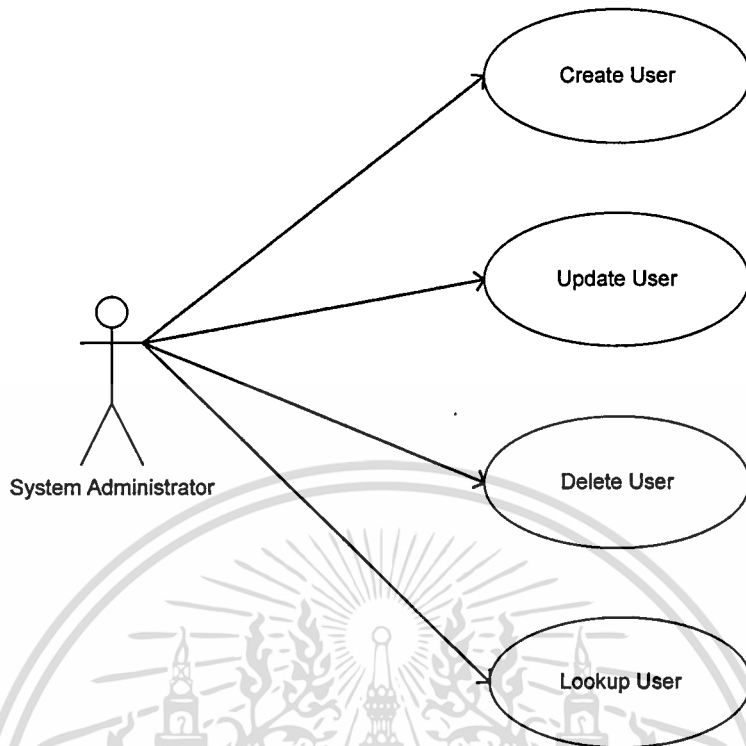 Create User
Update User
System Administrator
Delete User
Lookup User